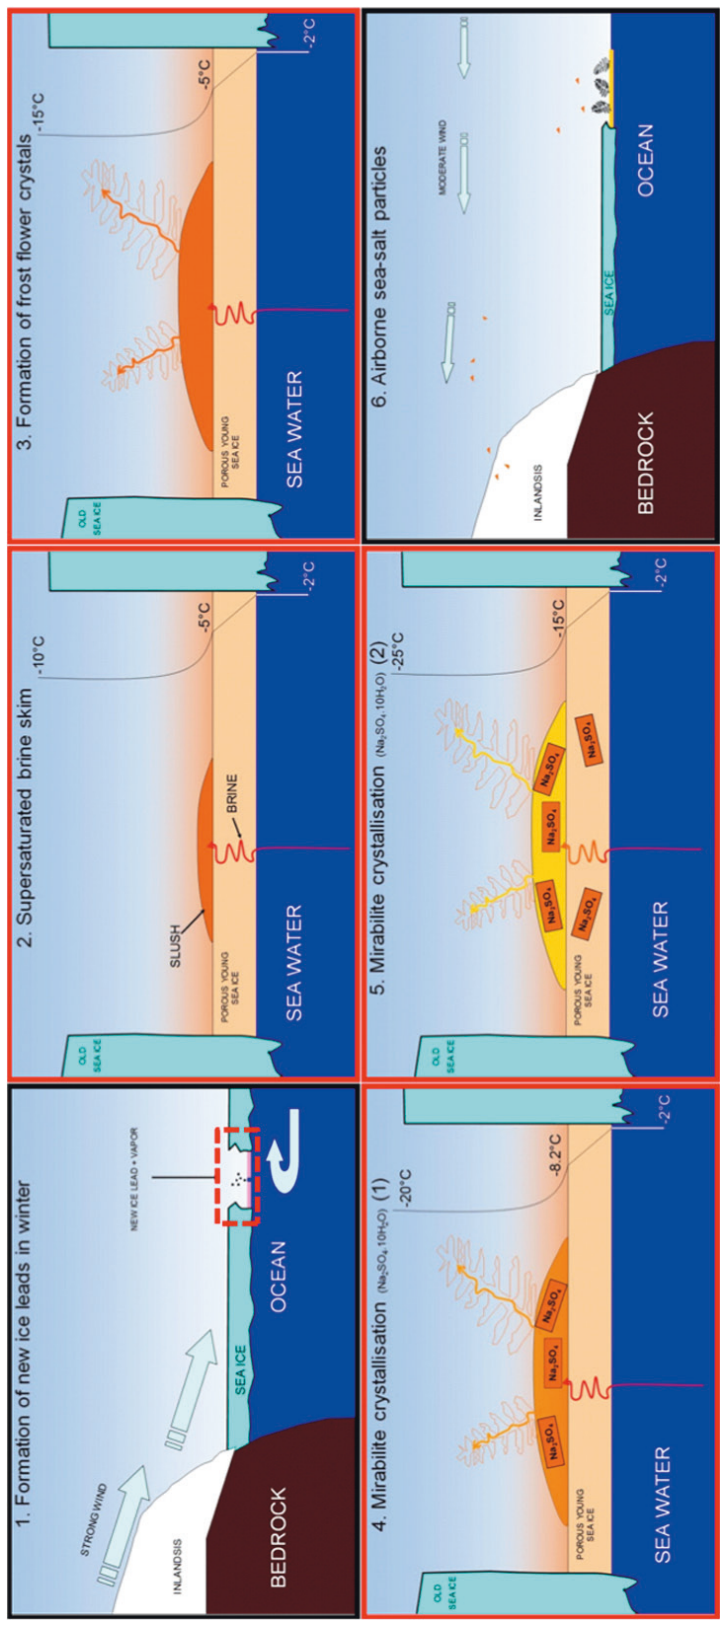 1. Formation of new ice leads in winter
STRONG WIND
NEW ICE LEAD + VAPOR
INLANDSIS
SEA ICE
BEDROCK
OCEAN
2. Supersaturated brine skim
-10°C
OLD
SEA ICE
SLUSH
BRINE
-5°C
POROUS YOUNG
SEA ICE
-2°C
SEA WATER
3. Formation of frost flower crystals
-15°C
OLD
SEA ICE
-5°C
POROUS YOUNG
SEA ICE
-2°C
SEA WATER
4. Mirabilite crystallisation (Na₂SO₄.10H₂O) (1)
-20°C
OLD
SEA ICE
Na₂SO₄
Na₂SO₄
Na₂SO₄
-8.2°C
POROUS YOUNG
SEA ICE
-2°C
SEA WATER
5. Mirabilite crystallisation (Na₂SO₄.10H₂O) (2)
-25°C
OLD
SEA ICE
Na₂SO₄
Na₂SO₄
Na₂SO₄
-15°C
POROUS YOUNG
SEA ICE
Na₂SO₄
Na₂SO₄
-2°C
SEA WATER
6. Airborne sea-salt particles
MODERATE WIND
INLANDSIS
SEA ICE
BEDROCK
OCEAN